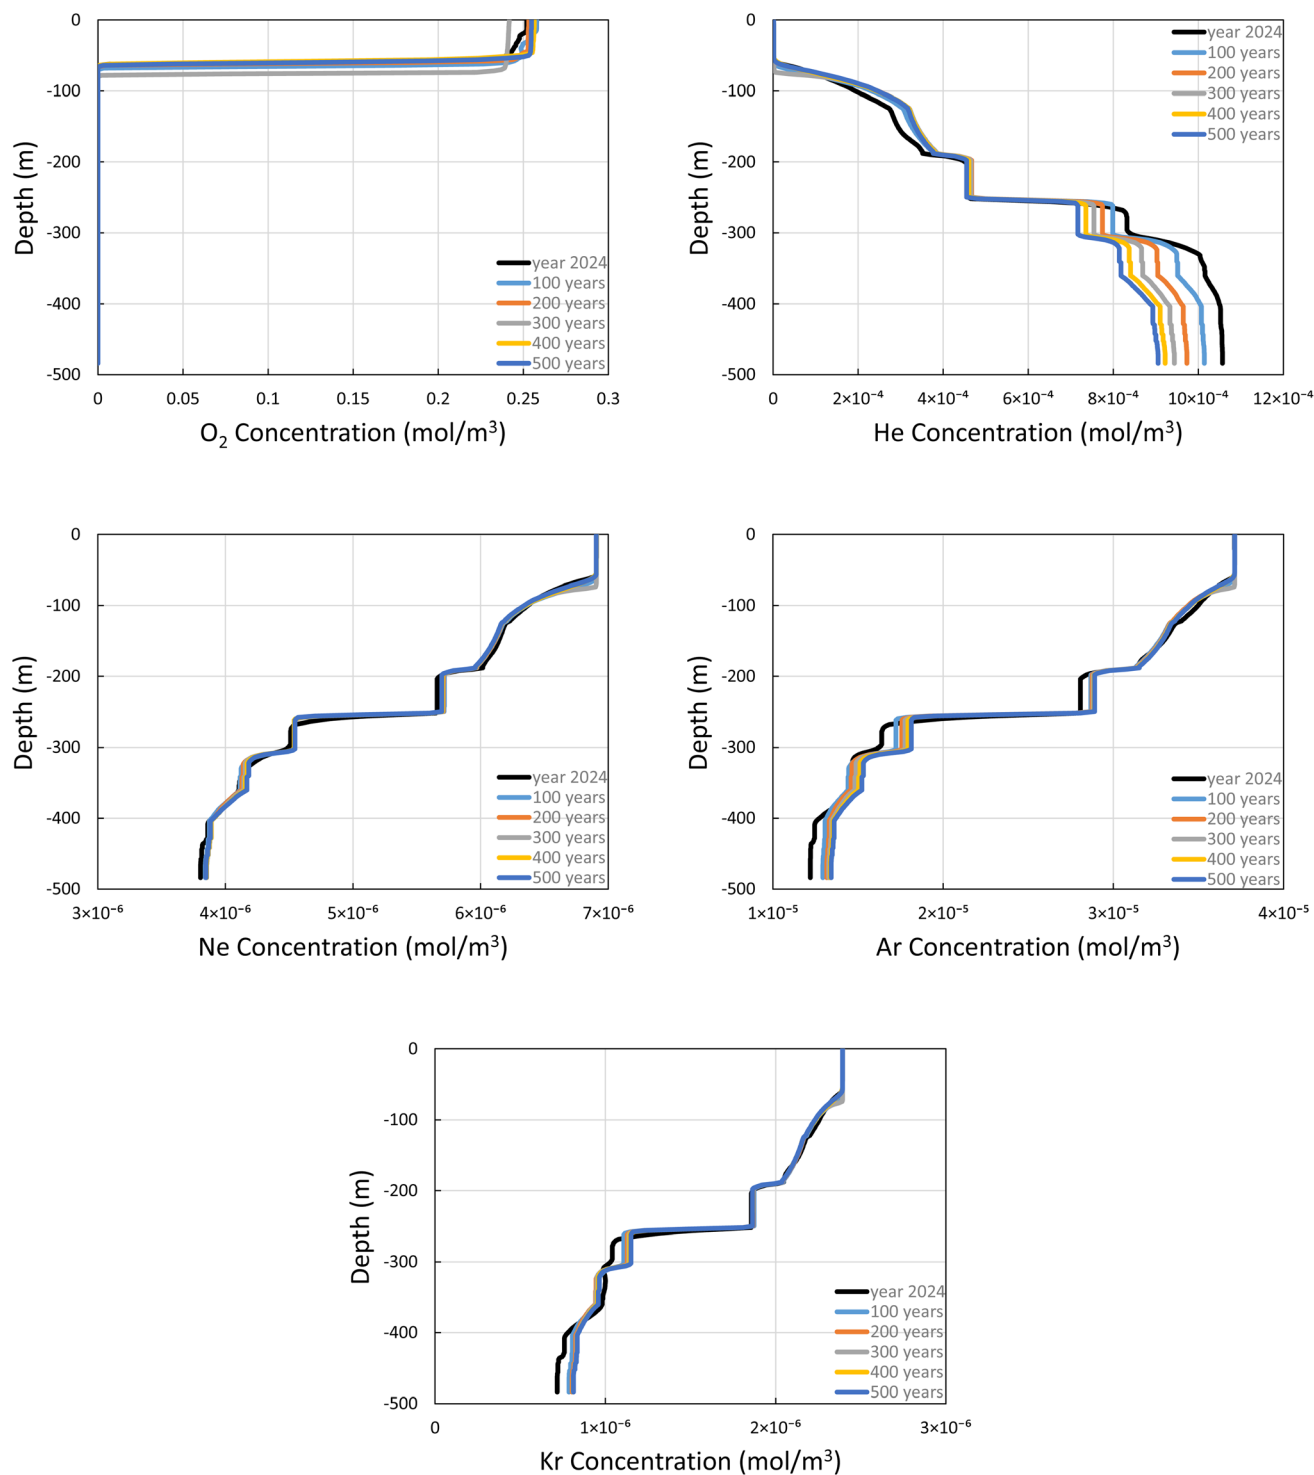 0
-100
-200
-300
-400
-500
Depth (m)
year 2024
100 years
200 years
300 years
400 years
500 years
0 0.05 0.1 0.15 0.2 0.25 0.3
O₂ Concentration (mol/m³)
0
-100
-200
-300
-400
-500
Depth (m)
year 2024
100 years
200 years
300 years
400 years
500 years
0 2×10⁻⁴ 4×10⁻⁴ 6×10⁻⁴ 8×10⁻⁴ 10×10⁻⁴ 12×10⁻⁴
He Concentration (mol/m³)
0
-100
-200
-300
-400
-500
Depth (m)
year 2024
100 years
200 years
300 years
400 years
500 years
3×10⁻⁶ 4×10⁻⁶ 5×10⁻⁶ 6×10⁻⁶ 7×10⁻⁶
Ne Concentration (mol/m³)
0
-100
-200
-300
-400
-500
Depth (m)
year 2024
100 years
200 years
300 years
400 years
500 years
1×10⁻⁵ 2×10⁻⁵ 3×10⁻⁵ 4×10⁻⁵
Ar Concentration (mol/m³)
0
-100
-200
-300
-400
-500
Depth (m)
year 2024
100 years
200 years
300 years
400 years
500 years
0 1×10⁻⁶ 2×10⁻⁶ 3×10⁻⁶
Kr Concentration (mol/m³)